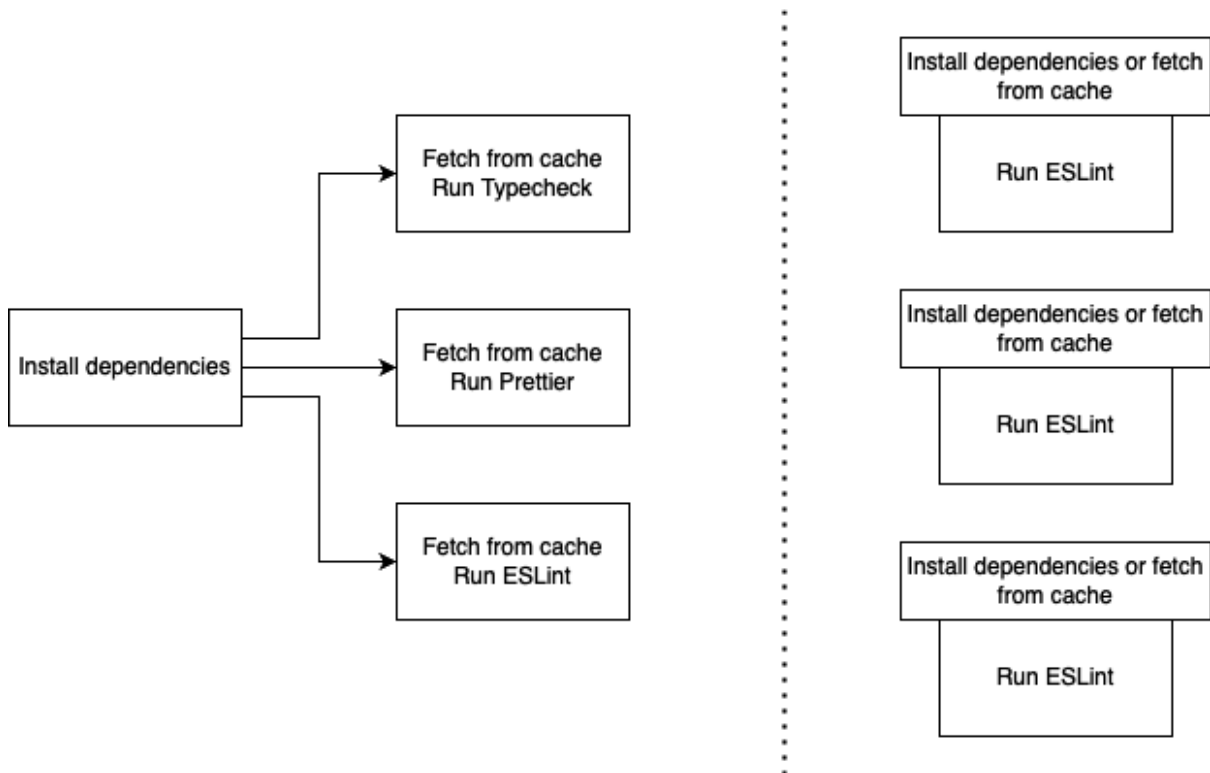 Install dependencies
Fetch from cache
Run Typecheck
Fetch from cache
Run Prettier
Fetch from cache
Run ESLint
Install dependencies or fetch
from cache
Run ESLint
Install dependencies or fetch
from cache
Run ESLint
Install dependencies or fetch
from cache
Run ESLint